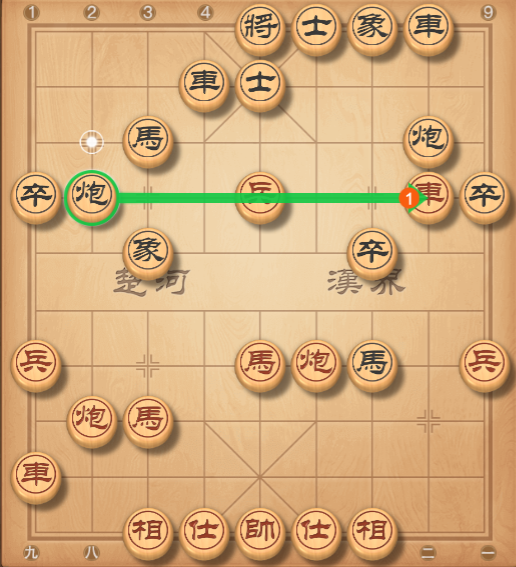 1 2 3 4 9
將 士 象 車
車 士
馬 炮
卒 炮 兵 車 1 卒
象 卒
楚河 漢界
兵 馬 炮 馬 兵
炮 馬
車
相 仕 帥 仕 相
九 八 二 一